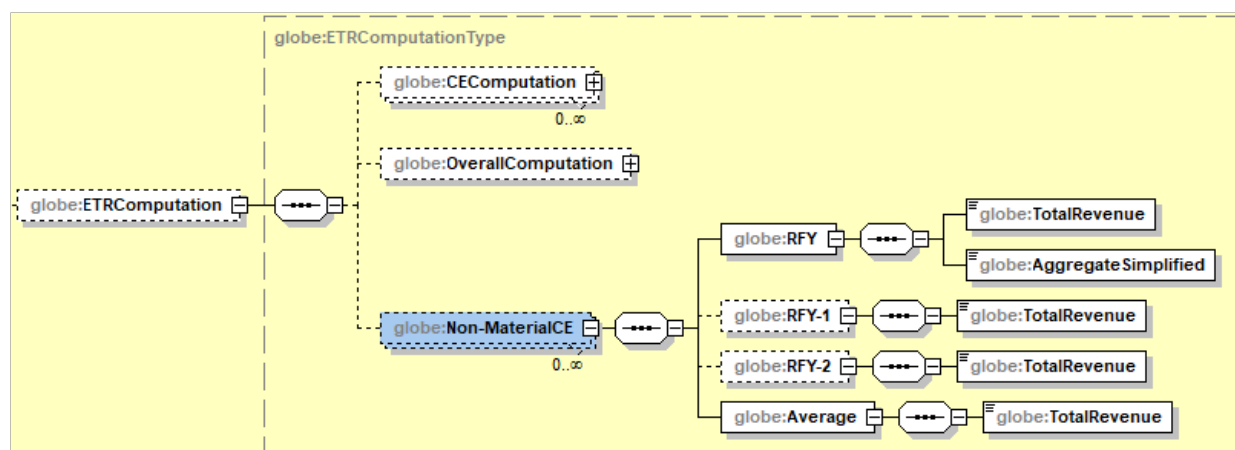 globe:ETRComputationType
globe:CEComputation
0..∞
globe:OverallComputation
globe:ETRComputation
globe:RFY
globe:TotalRevenue
globe:AggregateSimplified
globe:Non-MaterialCE
0..∞
globe:RFY-1
globe:TotalRevenue
globe:RFY-2
globe:TotalRevenue
globe:Average
globe:TotalRevenue